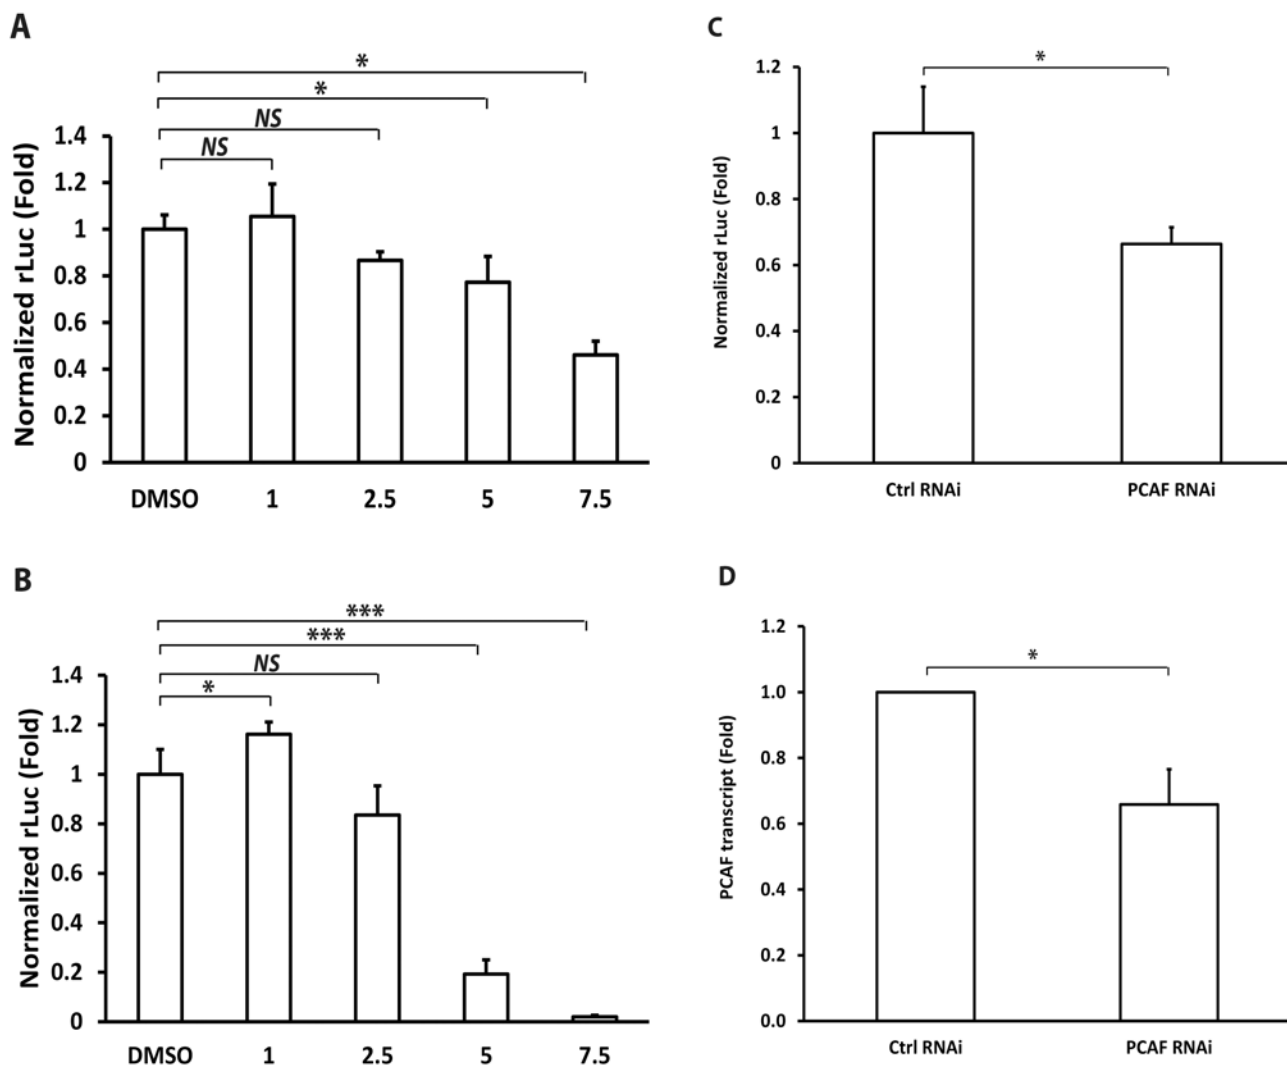 A
*
*
NS
NS
Normalized rLuc (Fold)
1.4
1.2
1
0.8
0.6
0.4
0.2
0
DMSO 1 2.5 5 7.5
B
***
***
NS
*
Normalized rLuc (Fold)
1.4
1.2
1
0.8
0.6
0.4
0.2
0
DMSO 1 2.5 5 7.5
C
*
Normalized rLuc (Fold)
1.2
1
0.8
0.6
0.4
0.2
0
Ctrl RNAi PCAF RNAi
D
*
PCAF transcript (Fold)
1.2
1.0
0.8
0.6
0.4
0.2
0.0
Ctrl RNAi PCAF RNAi